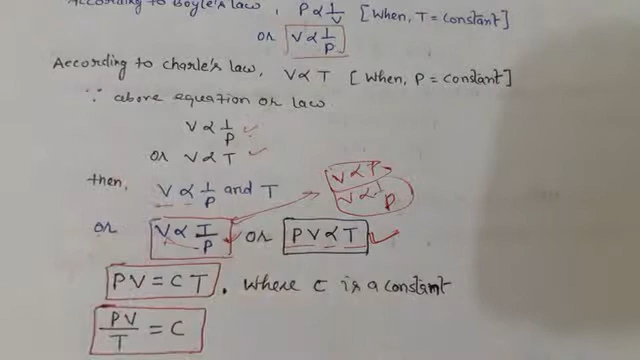 According to Boyle's law, P ∝ 1/V [When, T = constant]
or V ∝ 1/P
According to charle's law, V ∝ T [When, P = constant]
∵ above equation or law
V ∝ 1/P ✓
or V ∝ T ✓
then, V ∝ 1/P and T
V ∝ T
V ∝ 1/P
or V ∝ T/P ✓ or PV ∝ T ✓
PV = CT . Where C is a constant
PV/T = C